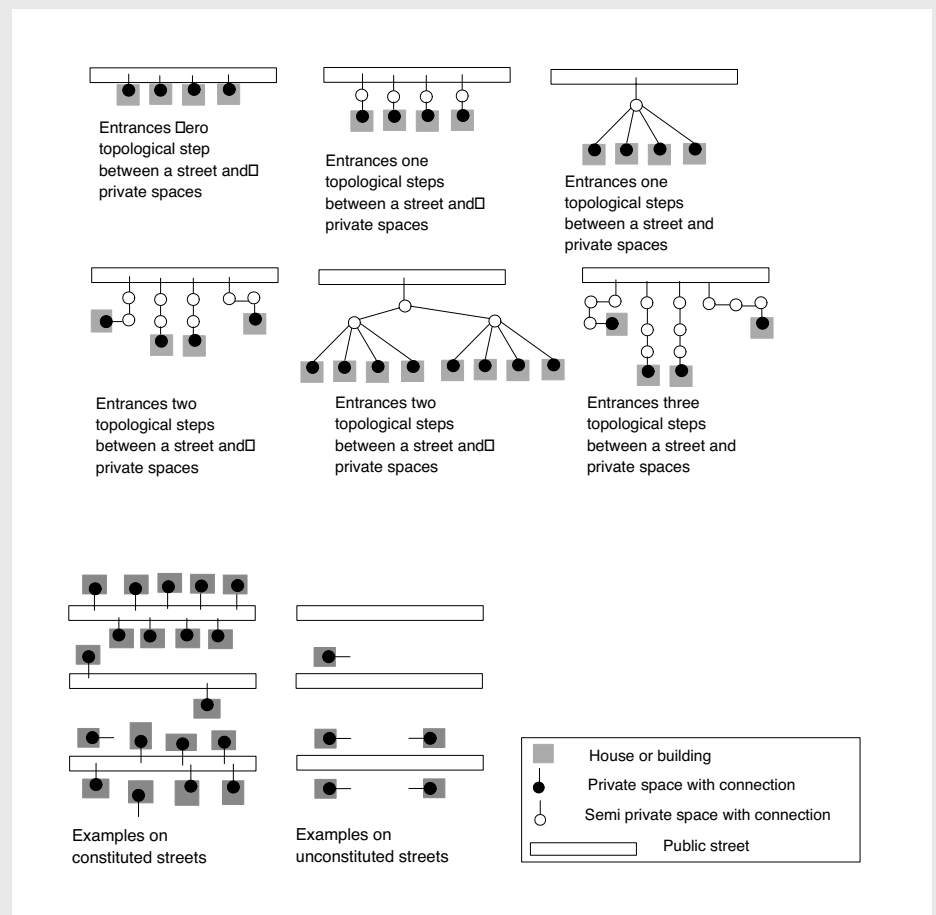 Entrances □ero
topological step
between a street and□
private spaces
Entrances one
topological steps
between a street and□
private spaces
Entrances one
topological steps
between a street and
private spaces
Entrances two
topological steps
between a street and□
private spaces
Entrances two
topological steps
between a street and□
private spaces
Entrances three
topological steps
between a street and
private spaces
Examples on
constituted streets
Examples on
unconstituted streets
House or building
Private space with connection
Semi private space with connection
Public street